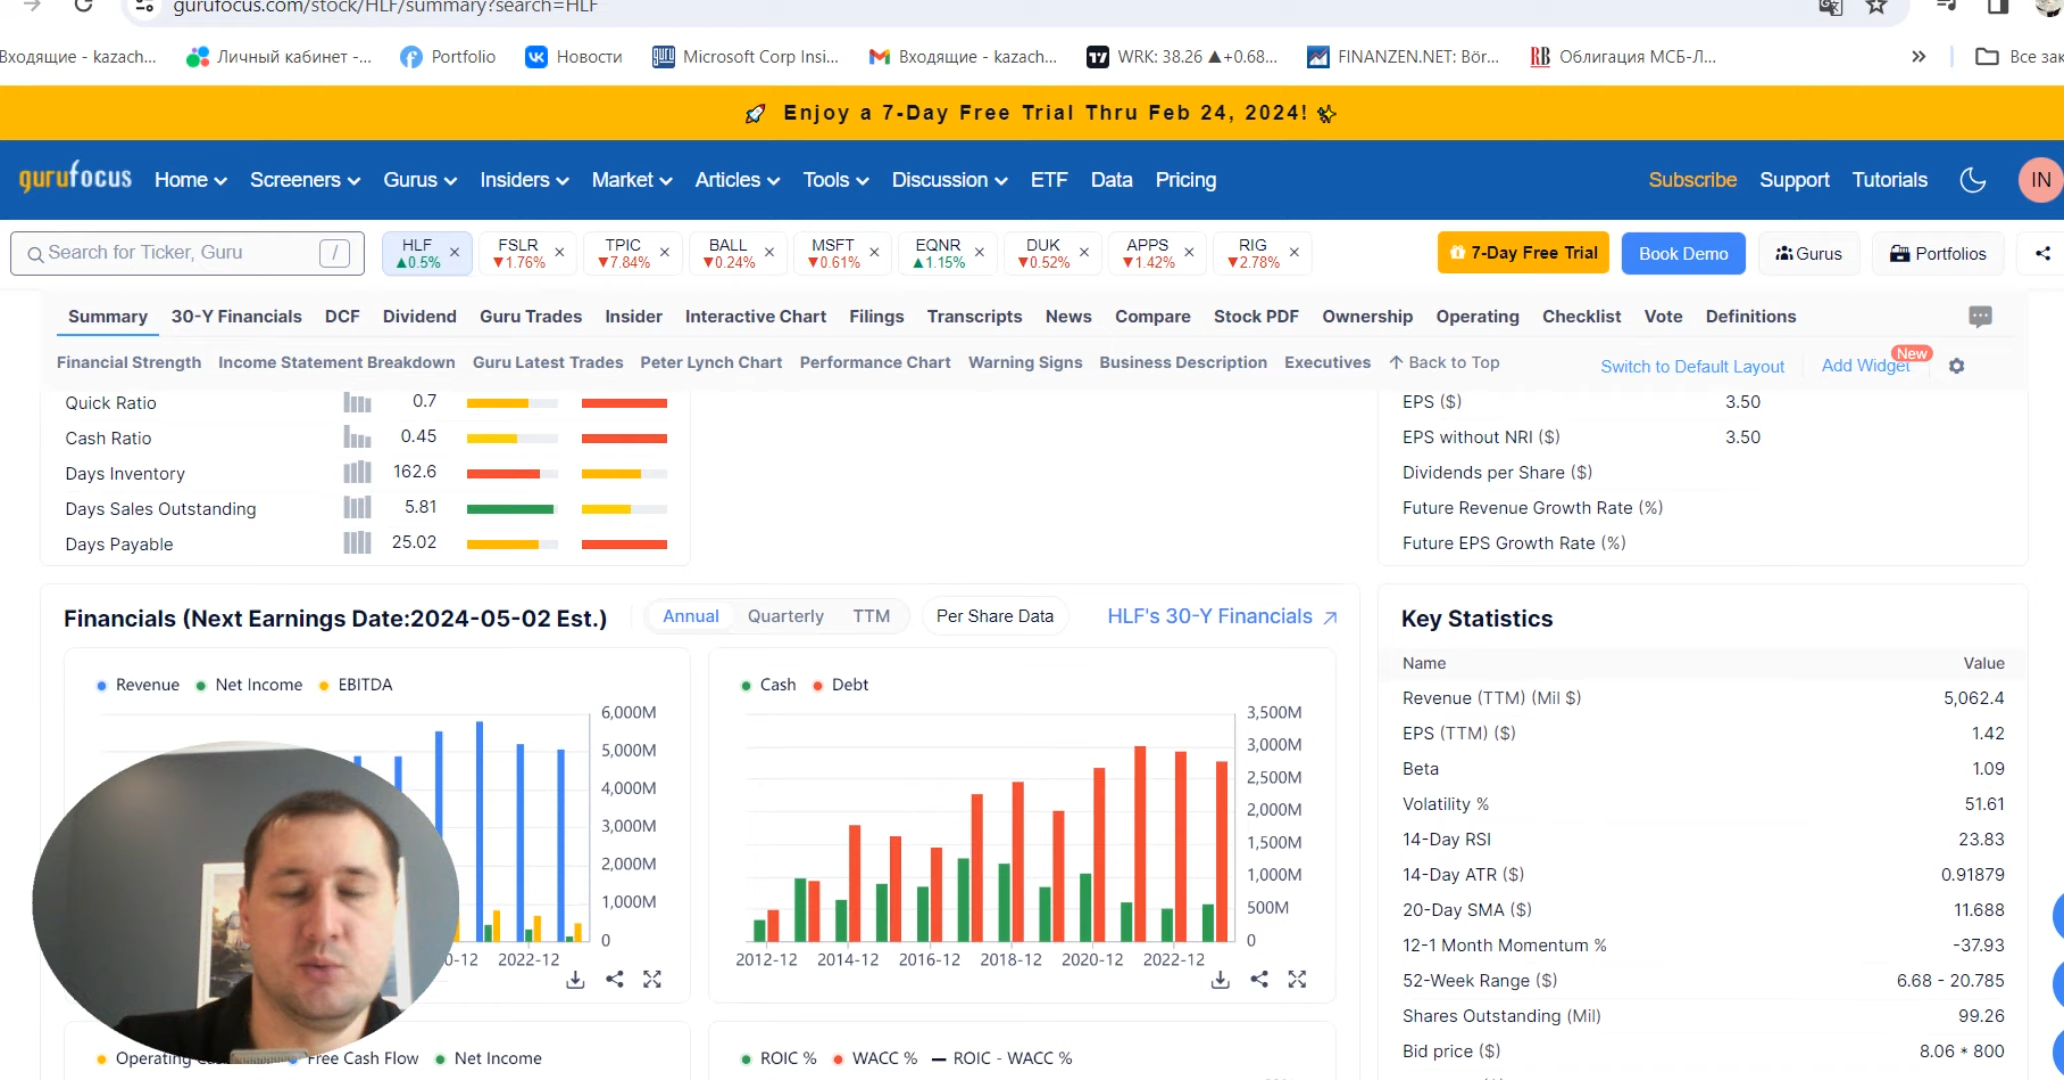 gurufocus.com/stock/HLF/summary?search=HLF
Входящие - kazach...
Личный кабинет -...
Portfolio
Новости
Microsoft Corp Insi...
Входящие - kazach...
WRK: 38.26 ▲+0.68...
FINANZEN.NET: Bör...
Облигация МСБ-Л...
»
Все зак
Enjoy a 7-Day Free Trial Thru Feb 24, 2024!
gurufocus
Home
Screeners
Gurus
Insiders
Market
Articles
Tools
Discussion
ETF
Data
Pricing
Subscribe
Support
Tutorials
IN
Search for Ticker, Guru /
HLF ×
▲0.5%
FSLR ×
▼1.76%
TPIC ×
▼7.84%
BALL ×
▼0.24%
MSFT ×
▼0.61%
EQNR ×
▲1.15%
DUK ×
▼0.52%
APPS ×
▼1.42%
RIG ×
▼2.78%
7-Day Free Trial
Book Demo
Gurus
Portfolios
Summary
30-Y Financials
DCF
Dividend
Guru Trades
Insider
Interactive Chart
Filings
Transcripts
News
Compare
Stock PDF
Ownership
Operating
Checklist
Vote
Definitions
Financial Strength
Income Statement Breakdown
Guru Latest Trades
Peter Lynch Chart
Performance Chart
Warning Signs
Business Description
Executives
↑ Back to Top
Switch to Default Layout
Add Widget
New
Quick Ratio 0.7
Cash Ratio 0.45
Days Inventory 162.6
Days Sales Outstanding 5.81
Days Payable 25.02
EPS ($) 3.50
EPS without NRI ($) 3.50
Dividends per Share ($)
Future Revenue Growth Rate (%)
Future EPS Growth Rate (%)
Financials (Next Earnings Date:2024-05-02 Est.)
Annual
Quarterly
TTM
Per Share Data
HLF's 30-Y Financials
Revenue
Net Income
EBITDA
6,000M
5,000M
4,000M
3,000M
2,000M
1,000M
0
0-12
2022-12
Cash
Debt
3,500M
3,000M
2,500M
2,000M
1,500M
1,000M
500M
0
2012-12
2014-12
2016-12
2018-12
2020-12
2022-12
Operating
Free Cash Flow
Net Income
ROIC %
WACC %
ROIC - WACC %
Key Statistics
Name Value
Revenue (TTM) (Mil $) 5,062.4
EPS (TTM) ($) 1.42
Beta 1.09
Volatility % 51.61
14-Day RSI 23.83
14-Day ATR ($) 0.91879
20-Day SMA ($) 11.688
12-1 Month Momentum % -37.93
52-Week Range ($) 6.68 - 20.785
Shares Outstanding (Mil) 99.26
Bid price ($) 8.06 * 800